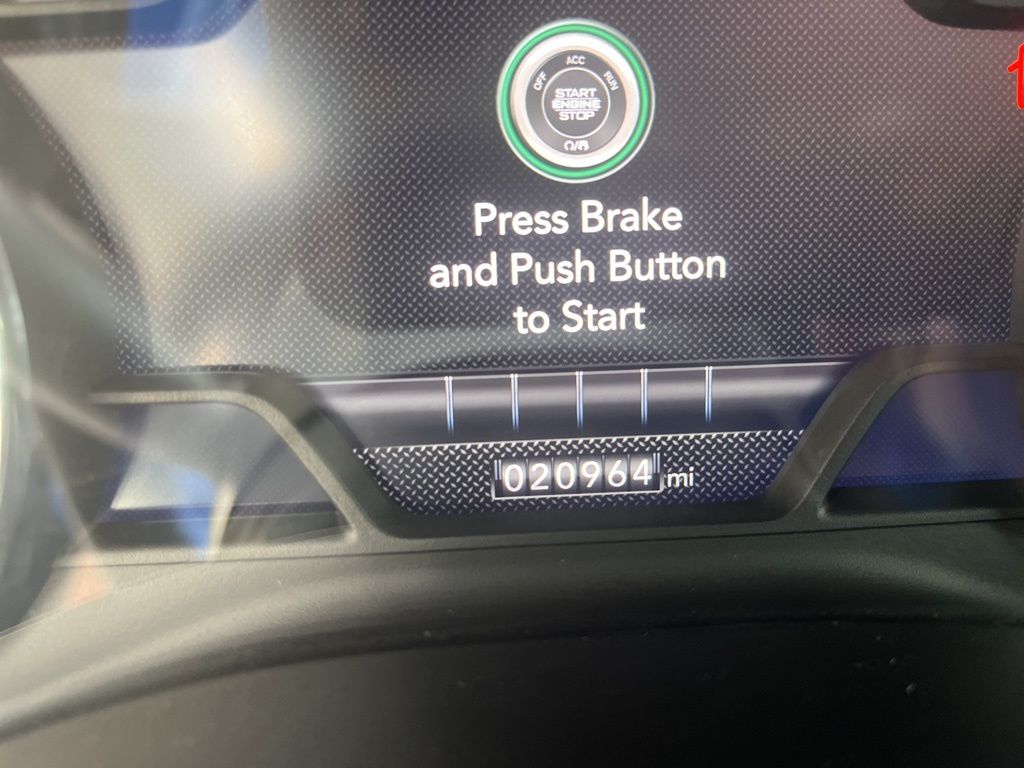 ACC
OFF
RUN
START
ENGINE
STOP
Press Brake
and Push Button
to Start
020964 mi